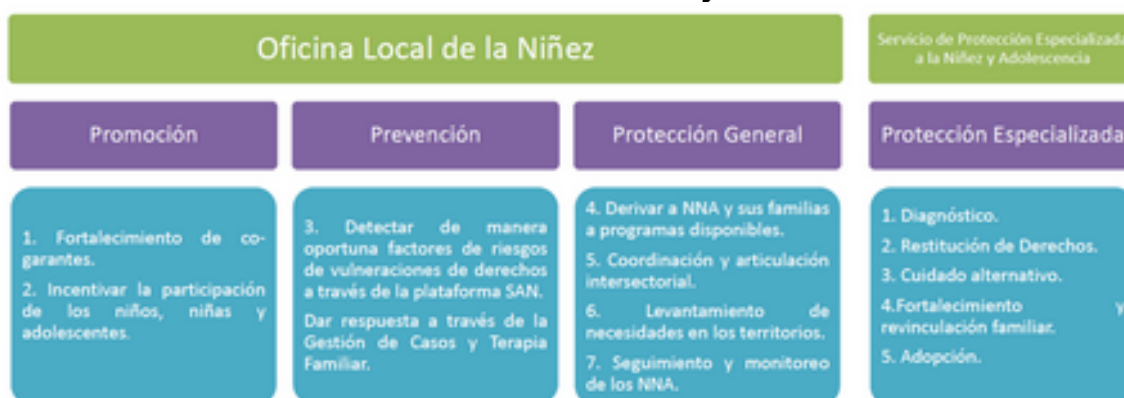 Oficina Local de la Niñez
Servicio de Protección Especializada
a la Niñez y Adolescencia
Promoción
Prevención
Protección General
Protección Especializada
1. Fortalecimiento de co-
garantes.
2. Incentivar la participación
de los niños, niñas y
adolescentes.
3. Detectar de manera
oportuna factores de riesgos
de vulneraciones de derechos
a través de la plataforma SAN.
Dar respuesta a través de la
Gestión de Casos y Terapia
Familiar.
4. Derivar a NNA y sus familias
a programas disponibles.
5. Coordinación y articulación
intersectorial.
6. Levantamiento de
necesidades en los territorios.
7. Seguimiento y monitoreo
de los NNA.
1. Diagnóstico.
2. Restitución de Derechos.
3. Cuidado alternativo.
4.Fortalecimiento y
revinculación familiar.
5. Adopción.